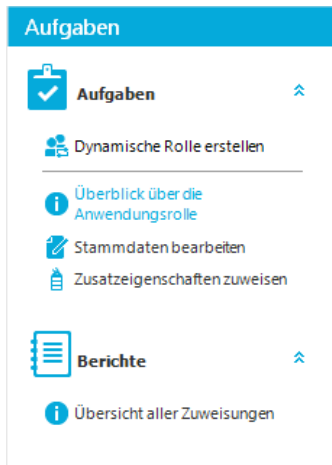 Aufgaben
Aufgaben
Dynamische Rolle erstellen
Überblick über die
Anwendungsrolle
Stammdaten bearbeiten
Zusatzeigenschaften zuweisen
Berichte
Übersicht aller Zuweisungen